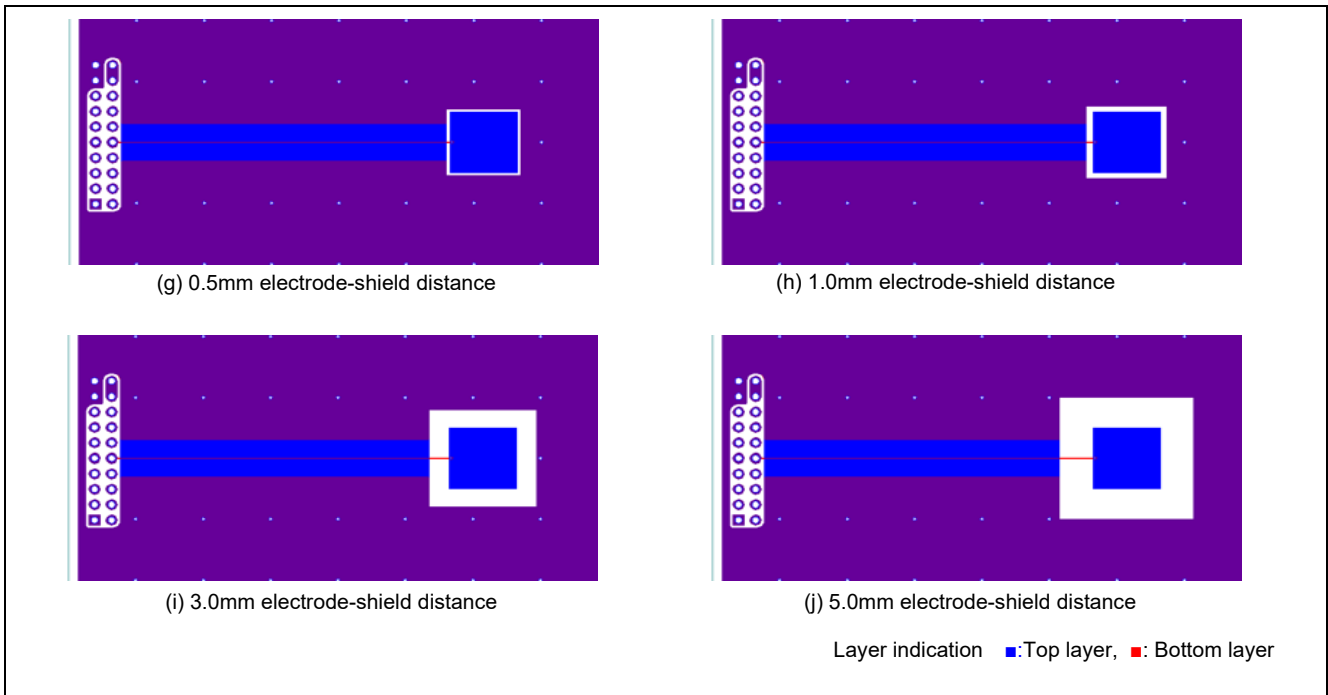 (g) 0.5mm electrode-shield distance
(h) 1.0mm electrode-shield distance
(i) 3.0mm electrode-shield distance
(j) 5.0mm electrode-shield distance
Layer indication ■:Top layer, ■: Bottom layer